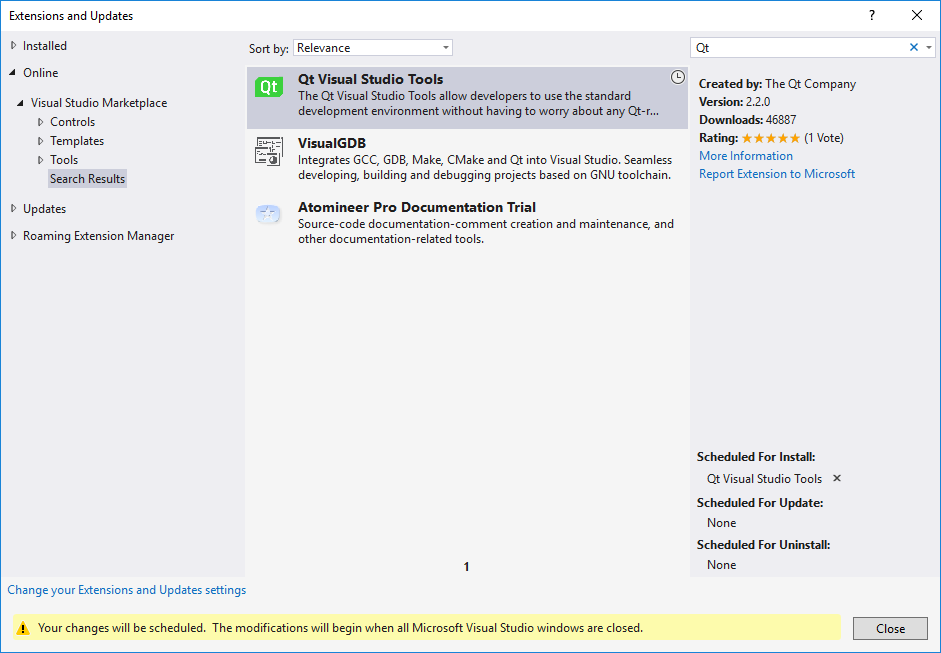 Extensions and Updates
?
Installed
Online
Visual Studio Marketplace
Controls
Templates
Tools
Search Results
Updates
Roaming Extension Manager
Sort by: Relevance
Qt
Qt Visual Studio Tools
The Qt Visual Studio Tools allow developers to use the standard
development environment without having to worry about any Qt-r...
VisualGDB
Integrates GCC, GDB, Make, CMake and Qt into Visual Studio. Seamless
developing, building and debugging projects based on GNU toolchain.
Atomineer Pro Documentation Trial
Source-code documentation-comment creation and maintenance, and
other documentation-related tools.
1
Qt
Created by: The Qt Company
Version: 2.2.0
Downloads: 46887
Rating: ★★★★★ (1 Vote)
More Information
Report Extension to Microsoft
Scheduled For Install:
Qt Visual Studio Tools
Scheduled For Update:
None
Scheduled For Uninstall:
None
Change your Extensions and Updates settings
Your changes will be scheduled.  The modifications will begin when all Microsoft Visual Studio windows are closed.
Close